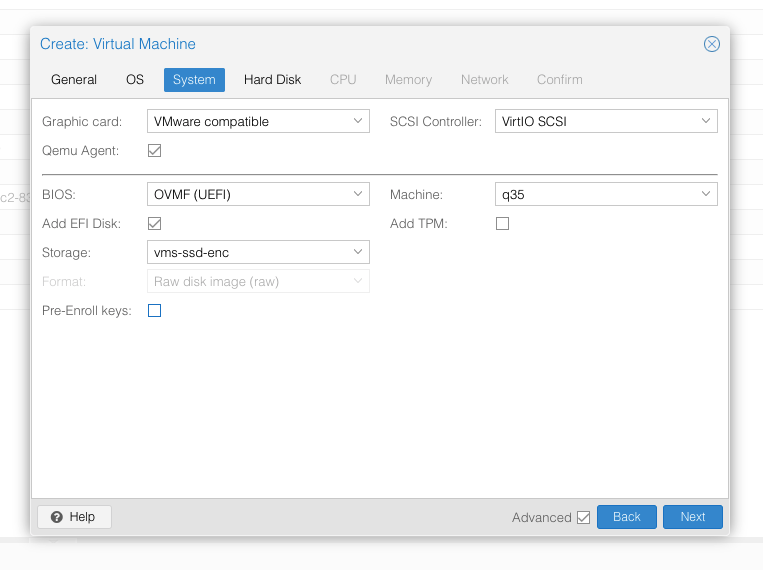 Create: Virtual Machine
General OS System Hard Disk CPU Memory Network Confirm
Graphic card: VMware compatible SCSI Controller: VirtIO SCSI
Qemu Agent:
BIOS: OVMF (UEFI) Machine: q35
Add EFI Disk: Add TPM:
Storage: vms-ssd-enc
Format: Raw disk image (raw)
Pre-Enroll keys:
Help Advanced Back Next